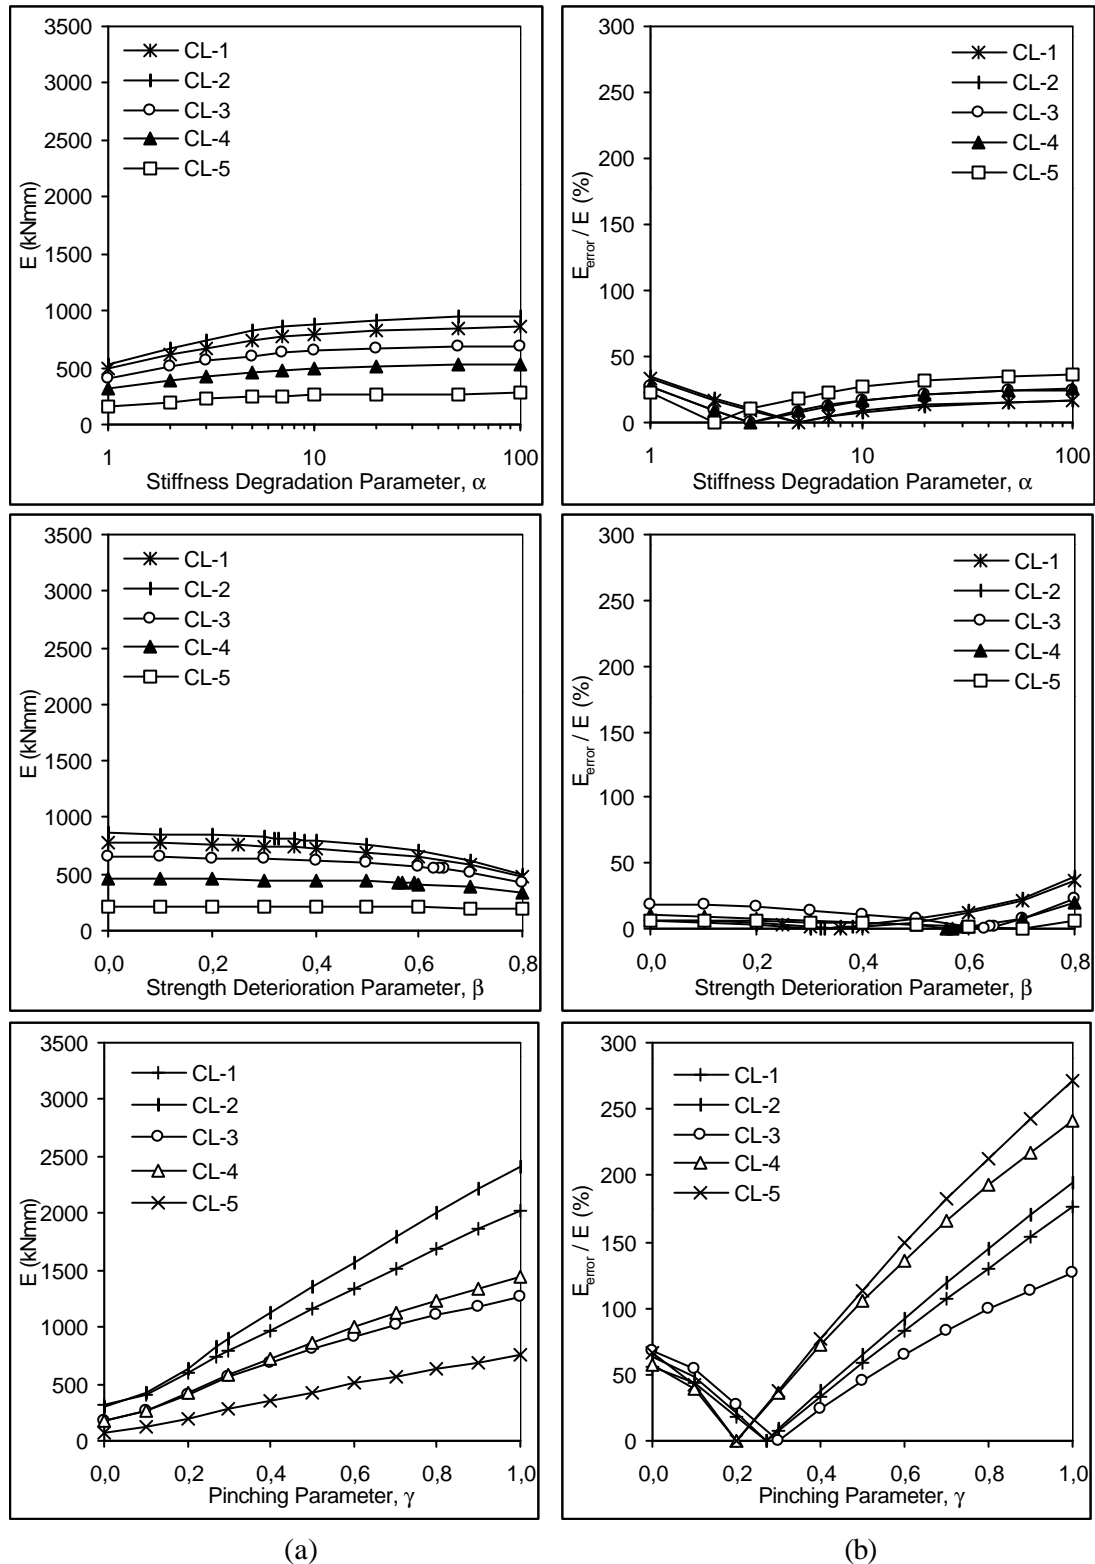 3500
3000
2500
2000
1500
1000
500
0
E (kNmm)
CL-1
CL-2
CL-3
CL-4
CL-5
1 10 100
Stiffness Degradation Parameter, α
300
250
200
150
100
50
0
E_error / E (%)
CL-1
CL-2
CL-3
CL-4
CL-5
1 10 100
Stiffness Degradation Parameter, α
3500
3000
2500
2000
1500
1000
500
0
E (kNmm)
CL-1
CL-2
CL-3
CL-4
CL-5
0,0 0,2 0,4 0,6 0,8
Strength Deterioration Parameter, β
300
250
200
150
100
50
0
E_error / E (%)
CL-1
CL-2
CL-3
CL-4
CL-5
0,0 0,2 0,4 0,6 0,8
Strength Deterioration Parameter, β
3500
3000
2500
2000
1500
1000
500
0
E (kNmm)
CL-1
CL-2
CL-3
CL-4
CL-5
0,0 0,2 0,4 0,6 0,8 1,0
Pinching Parameter, γ
300
250
200
150
100
50
0
E_error / E (%)
CL-1
CL-2
CL-3
CL-4
CL-5
0,0 0,2 0,4 0,6 0,8 1,0
Pinching Parameter, γ
(a) (b)